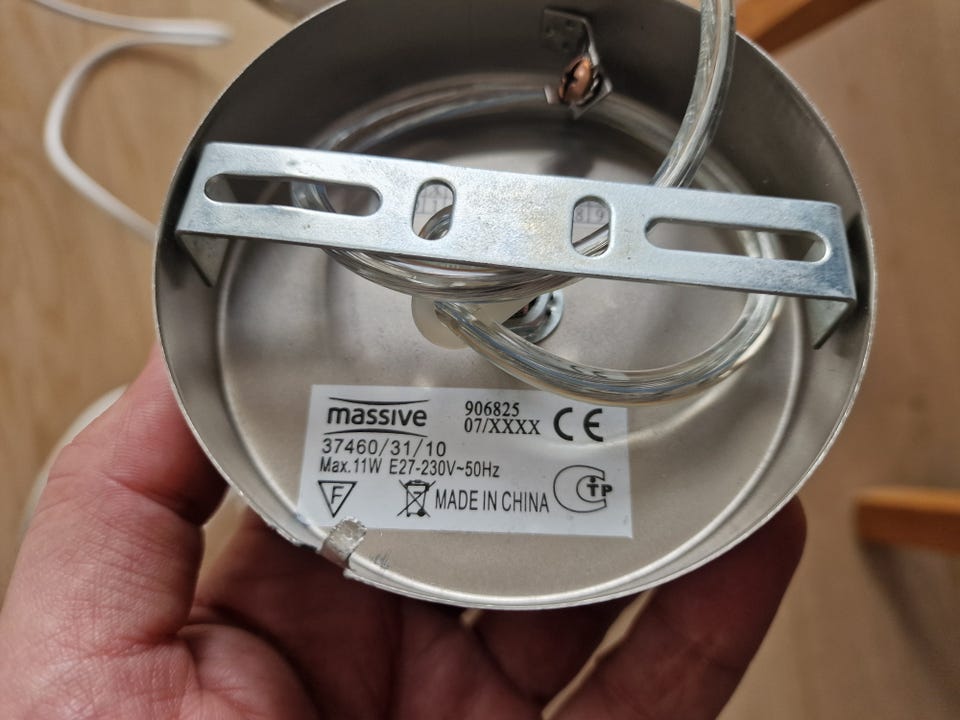 massive
906825
07/XXXX
CE
37460/31/10
Max.11W E27-230V~50Hz
F
MADE IN CHINA